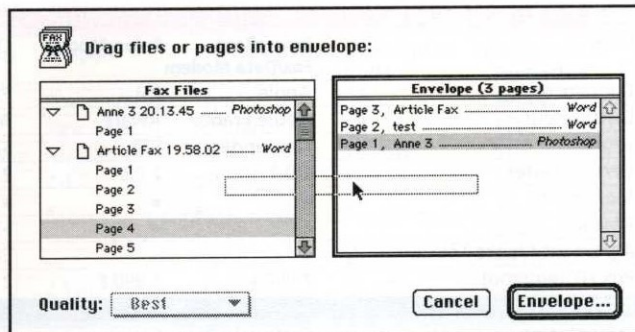 FAX
Drag files or pages into envelope:
Fax Files
Anne 3 20.13.45 ........ Photoshop
Page 1
Article Fax 19.58.02 ........ Word
Page 1
Page 2
Page 3
Page 4
Page 5
Envelope (3 pages)
Page 3, Article Fax ........ Word
Page 2, test ........ Word
Page 1, Anne 3 ........ Photoshop
Quality: Best
Cancel
Envelope...